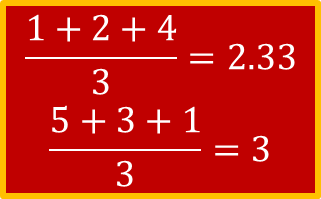 1 + 2 + 4
3
= 2.33
5 + 3 + 1
3
= 3